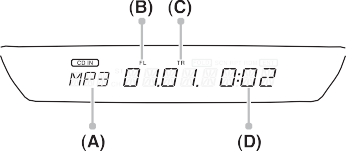 (B) (C)
CD IN FL TR
MP3 01.01. 0:02
(A) (D)